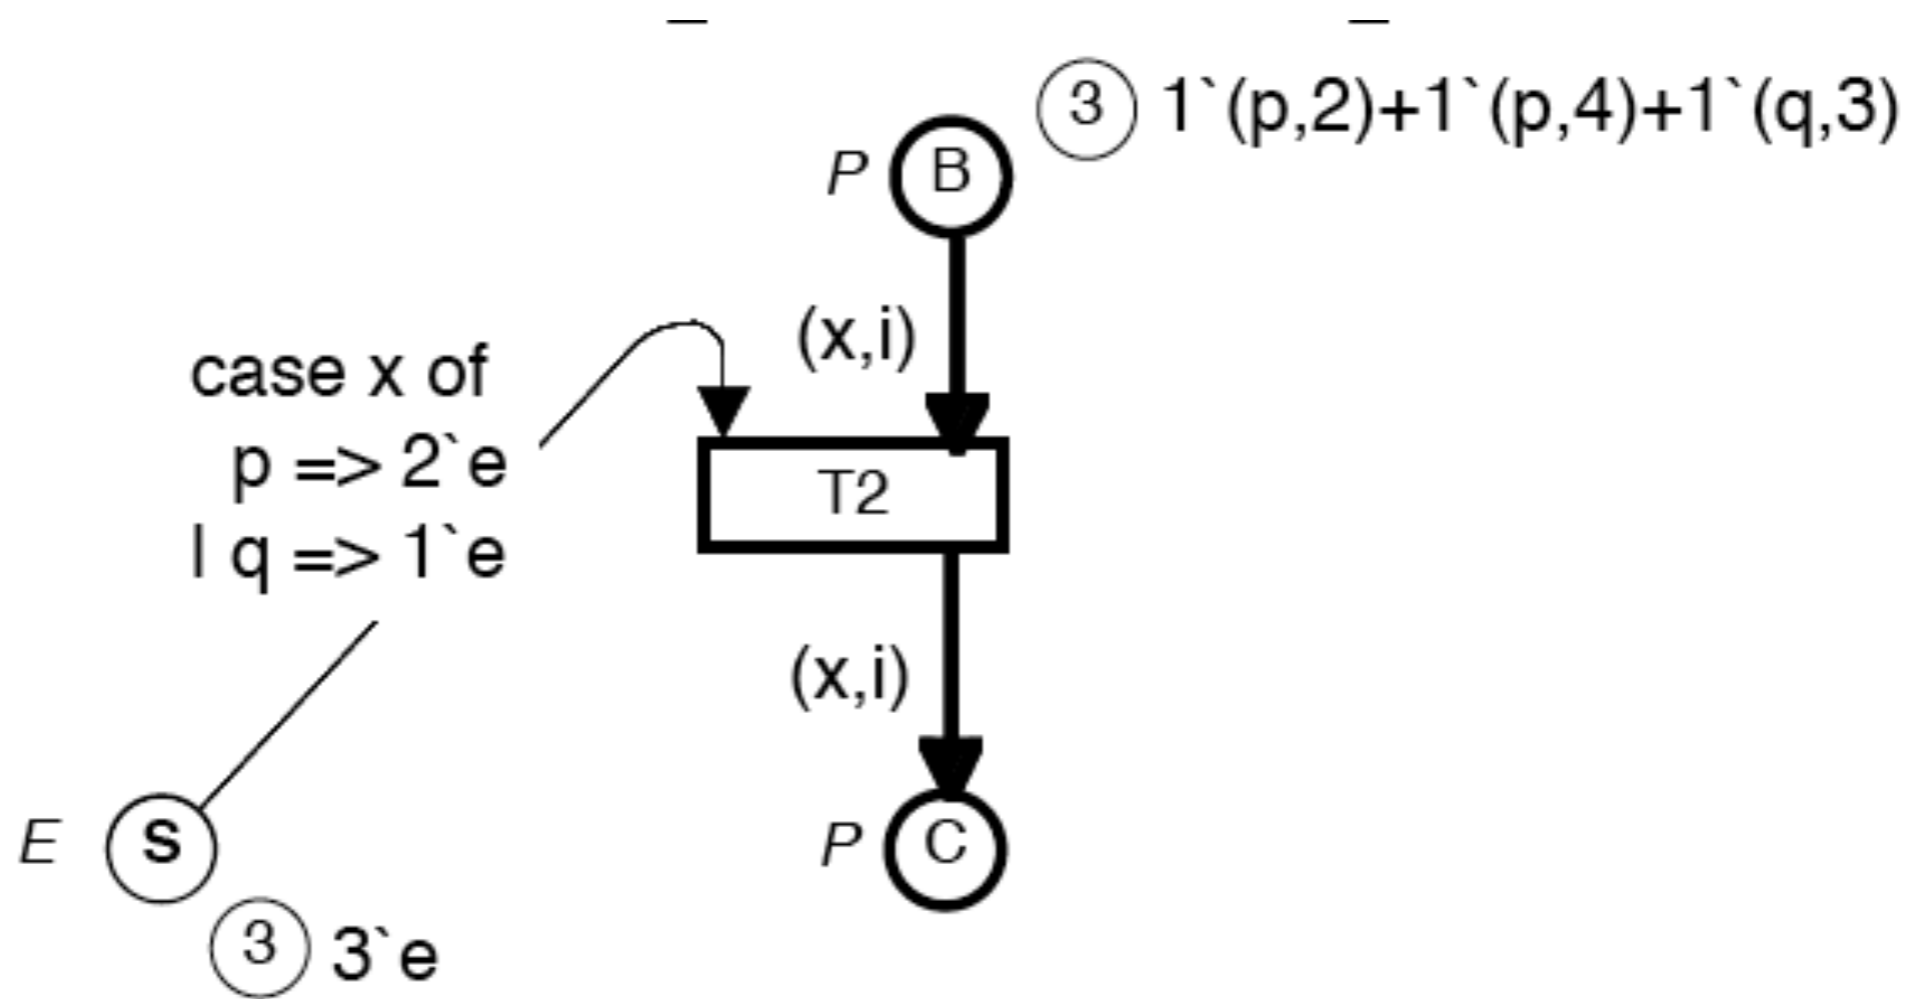 3 1`(p,2)+1`(p,4)+1`(q,3)
P B
(x,i)
case x of
p => 2`e
T2
| q => 1`e
(x,i)
E S
P C
3 3`e